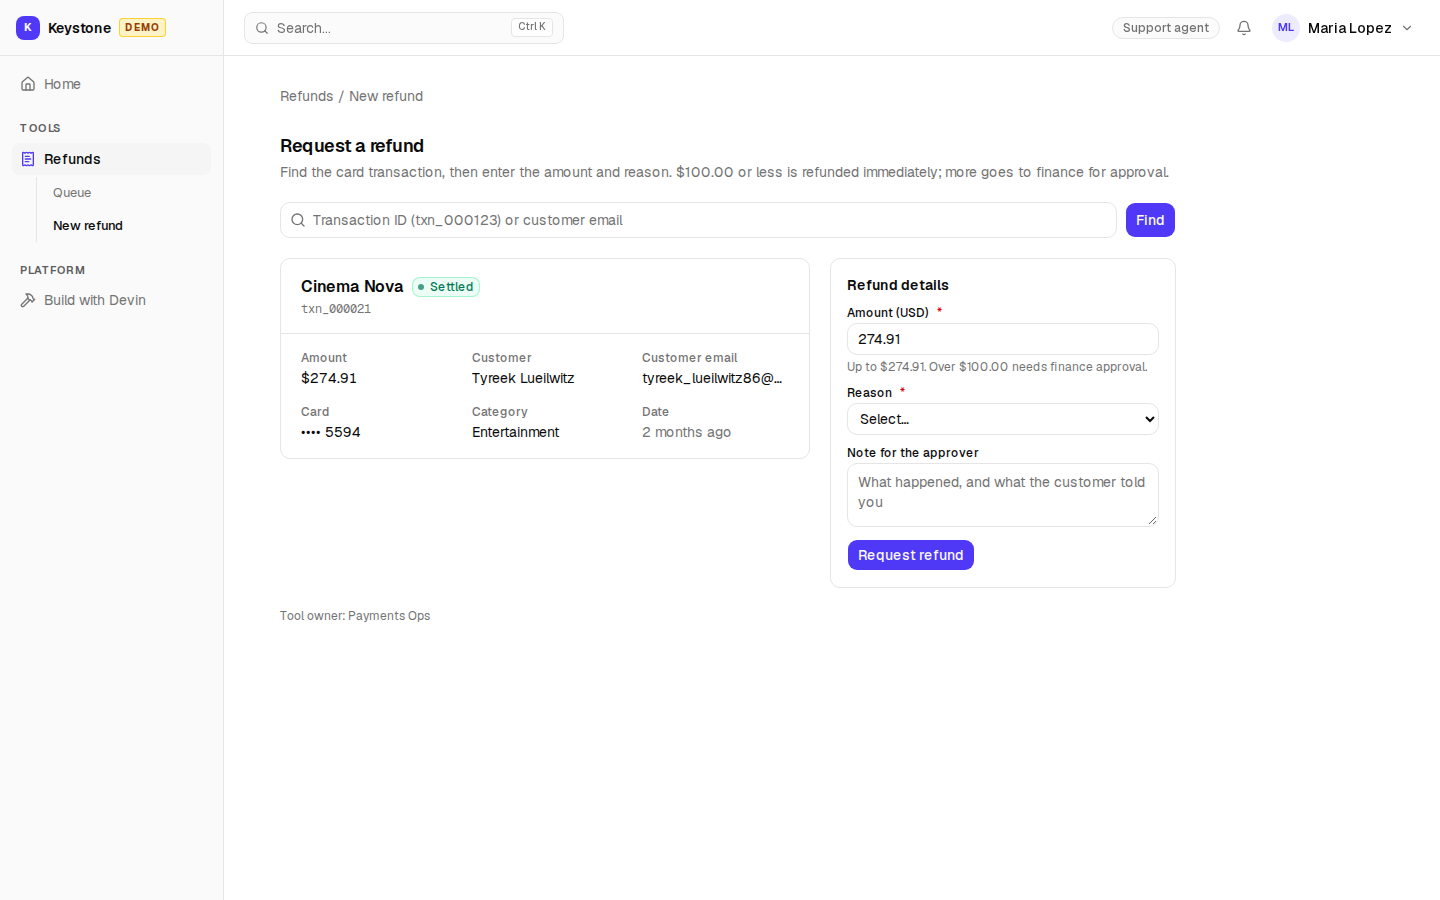 K Keystone DEMO
Search... Ctrl K
Support agent
ML Maria Lopez
Home
TOOLS
Refunds
Queue
New refund
PLATFORM
Build with Devin
Refunds / New refund
Request a refund
Find the card transaction, then enter the amount and reason. $100.00 or less is refunded immediately; more goes to finance for approval.
Transaction ID (txn_000123) or customer email
Find
Cinema Nova Settled
txn_000021
Amount Customer Customer email
$274.91 Tyreek Lueilwitz tyreek_lueilwitz86@...
Card Category Date
•••• 5594 Entertainment 2 months ago
Refund details
Amount (USD) *
274.91
Up to $274.91. Over $100.00 needs finance approval.
Reason *
Select...
Note for the approver
What happened, and what the customer told
you
Request refund
Tool owner: Payments Ops